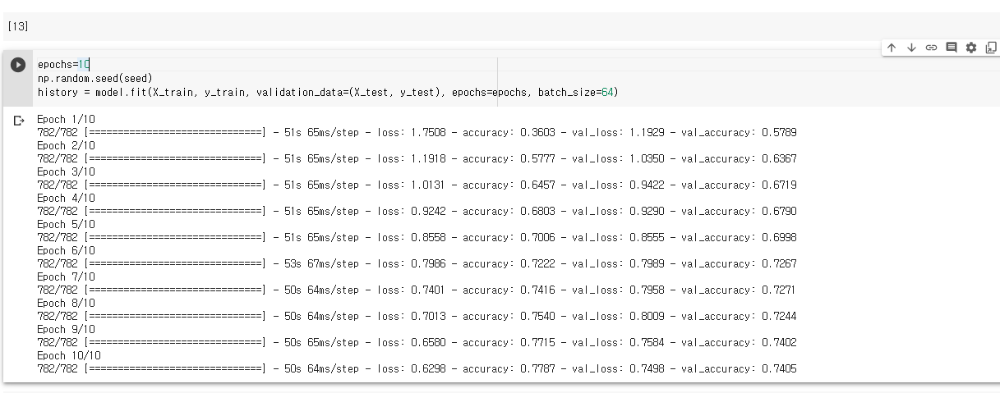 [13]
epochs=10
np.random.seed(seed)
history = model.fit(X_train, y_train, validation_data=(X_test, y_test), epochs=epochs, batch_size=64)
Epoch 1/10
782/782 [==============================] - 51s 65ms/step - loss: 1.7508 - accuracy: 0.3603 - val_loss: 1.1929 - val_accuracy: 0.5789
Epoch 2/10
782/782 [==============================] - 51s 65ms/step - loss: 1.1918 - accuracy: 0.5777 - val_loss: 1.0350 - val_accuracy: 0.6367
Epoch 3/10
782/782 [==============================] - 51s 65ms/step - loss: 1.0131 - accuracy: 0.6457 - val_loss: 0.9422 - val_accuracy: 0.6719
Epoch 4/10
782/782 [==============================] - 51s 65ms/step - loss: 0.9242 - accuracy: 0.6803 - val_loss: 0.9290 - val_accuracy: 0.6790
Epoch 5/10
782/782 [==============================] - 51s 65ms/step - loss: 0.8558 - accuracy: 0.7006 - val_loss: 0.8555 - val_accuracy: 0.6998
Epoch 6/10
782/782 [==============================] - 53s 67ms/step - loss: 0.7986 - accuracy: 0.7222 - val_loss: 0.7989 - val_accuracy: 0.7267
Epoch 7/10
782/782 [==============================] - 50s 64ms/step - loss: 0.7401 - accuracy: 0.7416 - val_loss: 0.7958 - val_accuracy: 0.7271
Epoch 8/10
782/782 [==============================] - 50s 64ms/step - loss: 0.7013 - accuracy: 0.7540 - val_loss: 0.8009 - val_accuracy: 0.7244
Epoch 9/10
782/782 [==============================] - 50s 65ms/step - loss: 0.6580 - accuracy: 0.7715 - val_loss: 0.7584 - val_accuracy: 0.7402
Epoch 10/10
782/782 [==============================] - 50s 64ms/step - loss: 0.6298 - accuracy: 0.7787 - val_loss: 0.7498 - val_accuracy: 0.7405